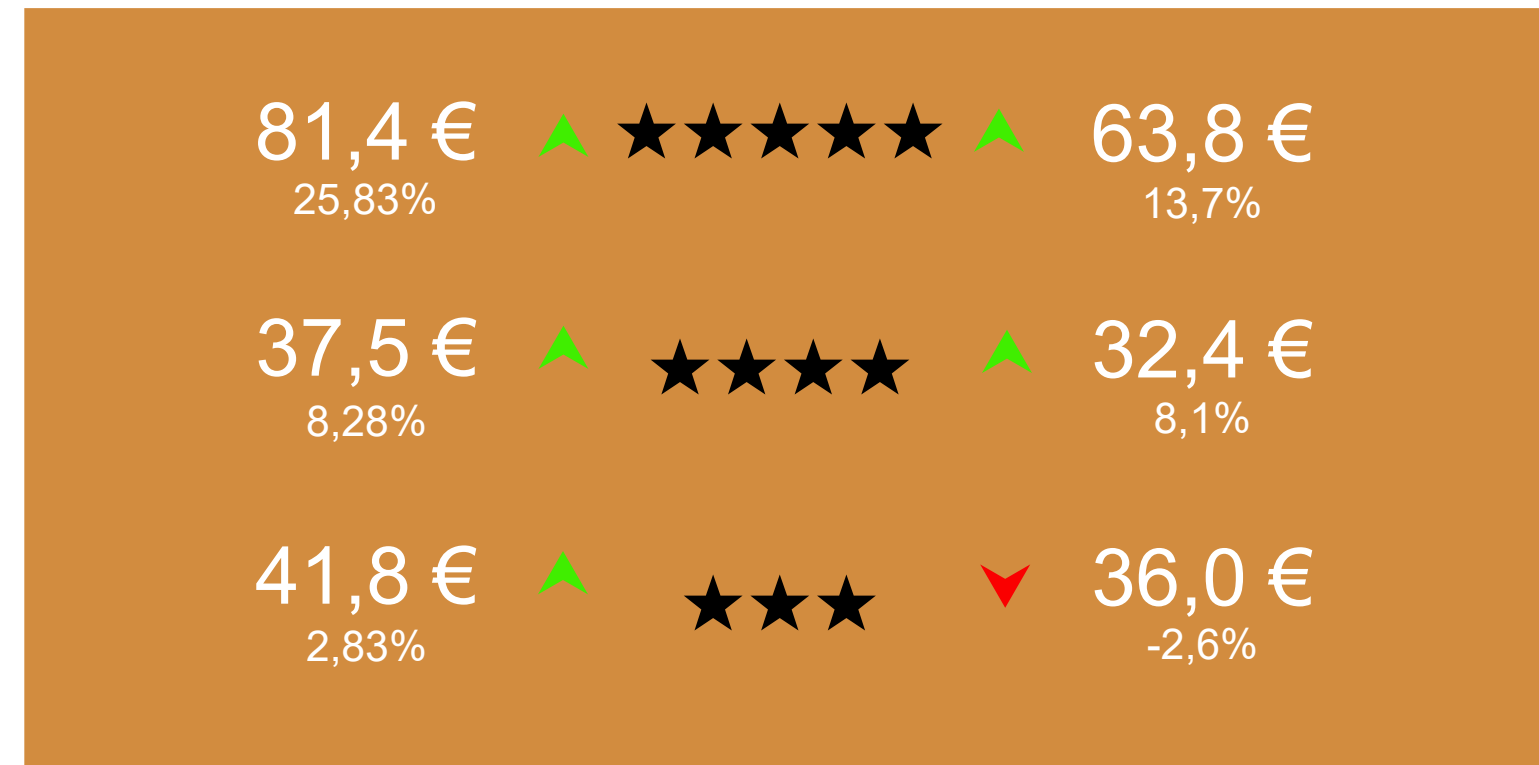 81,4 € 63,8 €
25,83% 13,7%
37,5 € 32,4 €
8,28% 8,1%
41,8 € 36,0 €
2,83% -2,6%